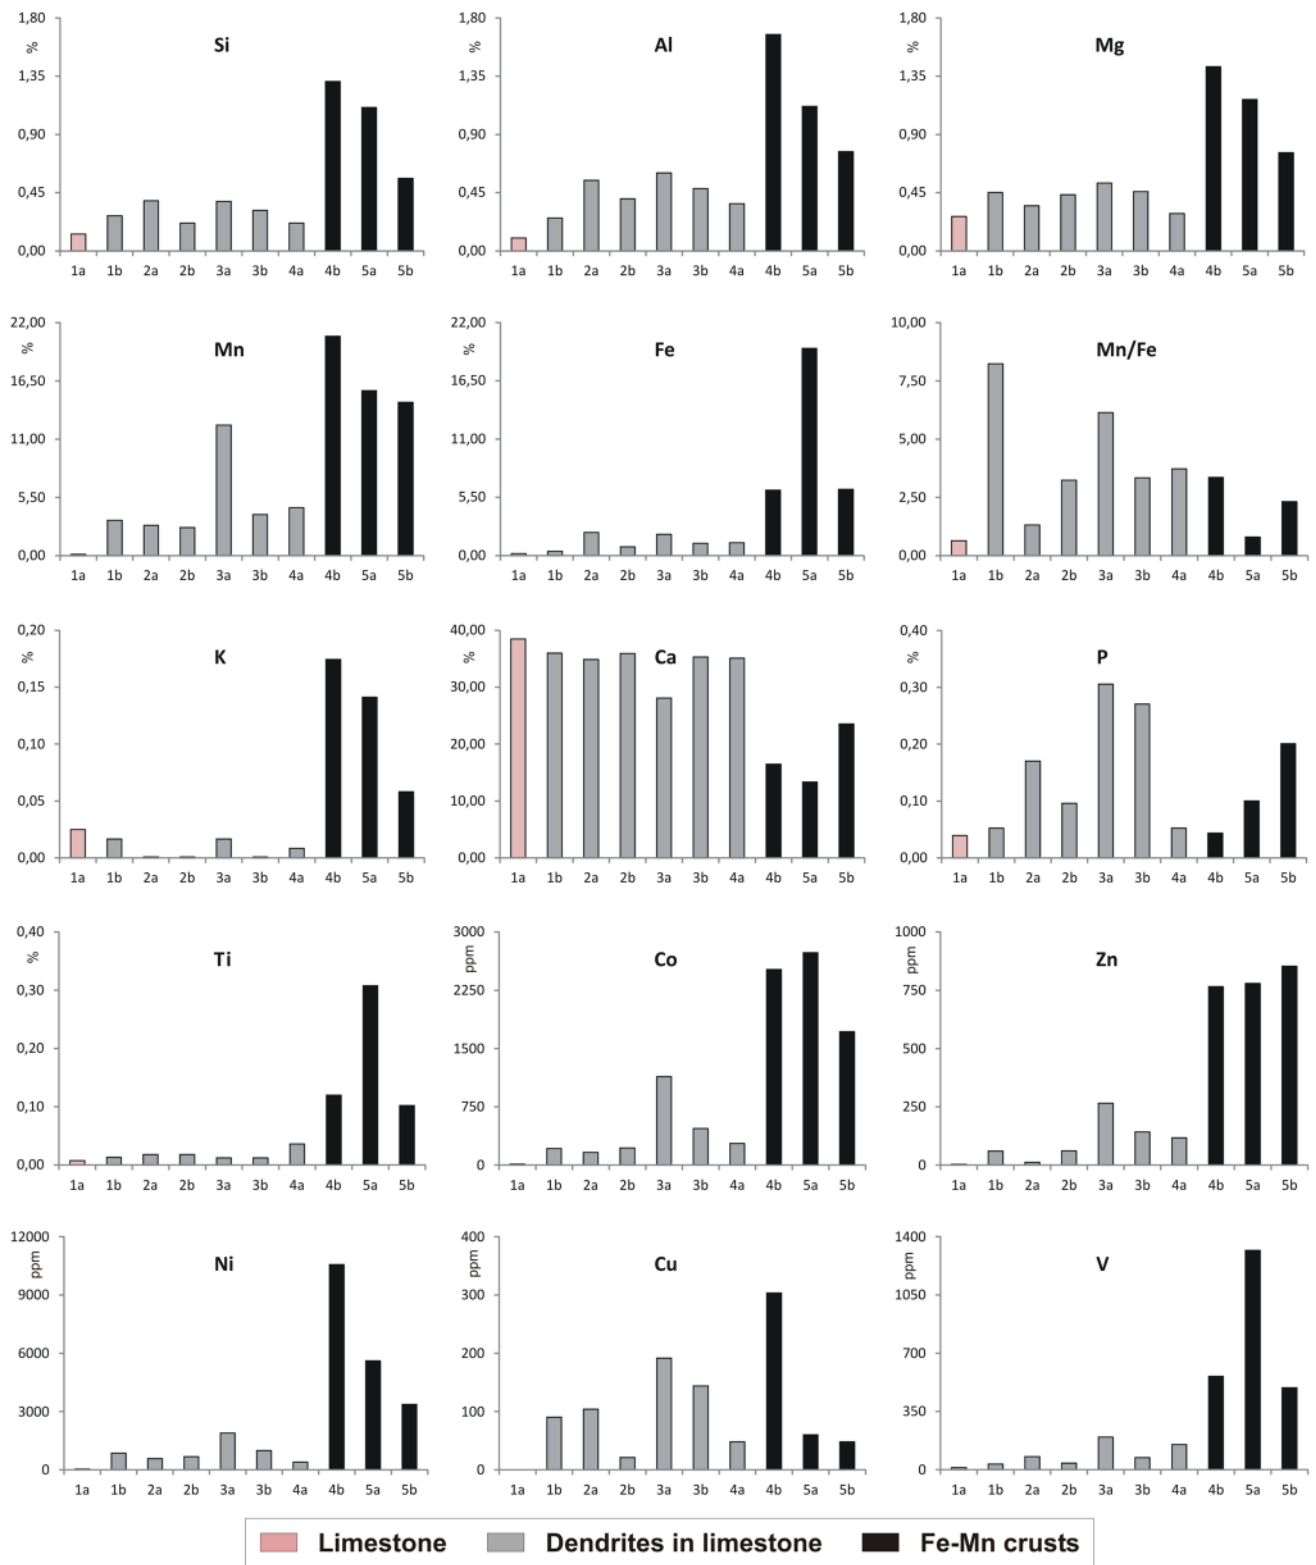 Si
%
1,80
1,35
0,90
0,45
0,00
1a 1b 2a 2b 3a 3b 4a 4b 5a 5b
Al
%
1,80
1,35
0,90
0,45
0,00
1a 1b 2a 2b 3a 3b 4a 4b 5a 5b
Mg
%
1,80
1,35
0,90
0,45
0,00
1a 1b 2a 2b 3a 3b 4a 4b 5a 5b
Mn
%
22,00
16,50
11,00
5,50
0,00
1a 1b 2a 2b 3a 3b 4a 4b 5a 5b
Fe
%
22,00
16,50
11,00
5,50
0,00
1a 1b 2a 2b 3a 3b 4a 4b 5a 5b
Mn/Fe
10,00
7,50
5,00
2,50
0,00
1a 1b 2a 2b 3a 3b 4a 4b 5a 5b
K
%
0,20
0,15
0,10
0,05
0,00
1a 1b 2a 2b 3a 3b 4a 4b 5a 5b
Ca
%
40,00
30,00
20,00
10,00
0,00
1a 1b 2a 2b 3a 3b 4a 4b 5a 5b
P
%
0,40
0,30
0,20
0,10
0,00
1a 1b 2a 2b 3a 3b 4a 4b 5a 5b
Ti
%
0,40
0,30
0,20
0,10
0,00
1a 1b 2a 2b 3a 3b 4a 4b 5a 5b
Co
ppm
3000
2250
1500
750
0
1a 1b 2a 2b 3a 3b 4a 4b 5a 5b
Zn
ppm
1000
750
500
250
0
1a 1b 2a 2b 3a 3b 4a 4b 5a 5b
Ni
ppm
12000
9000
6000
3000
0
1a 1b 2a 2b 3a 3b 4a 4b 5a 5b
Cu
ppm
400
300
200
100
0
1a 1b 2a 2b 3a 3b 4a 4b 5a 5b
V
ppm
1400
1050
700
350
0
1a 1b 2a 2b 3a 3b 4a 4b 5a 5b
Limestone Dendrites in limestone Fe-Mn crusts